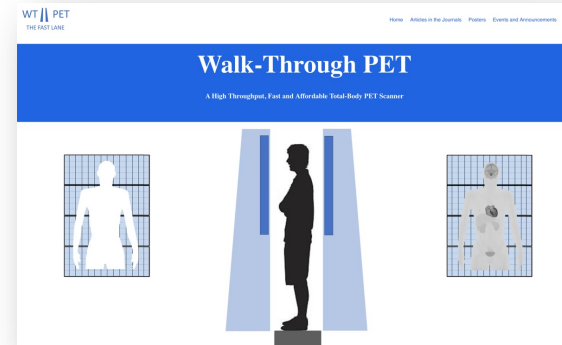 WT PET
THE FAST LANE
Home Articles in the Journals Posters Events and Announcements
Walk-Through PET
A High Throughput, Fast and Affordable Total-Body PET Scanner